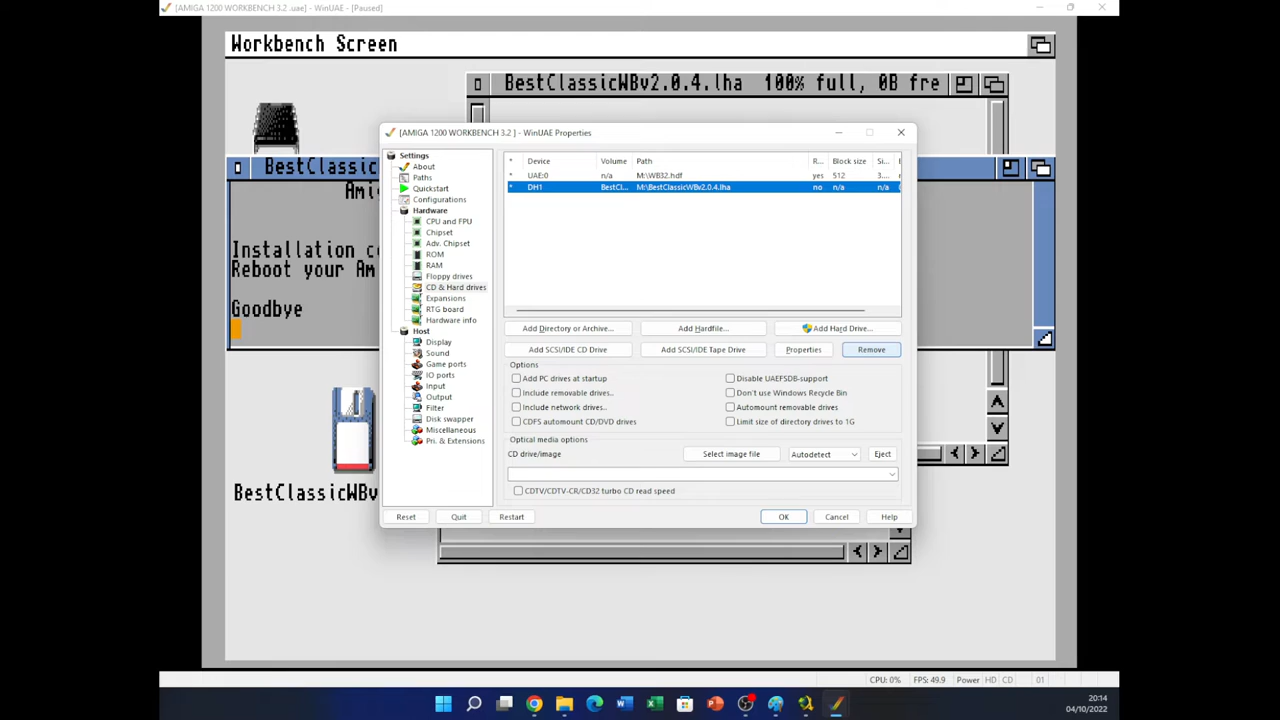 [AMIGA 1200 WORKBENCH 3.2 .uae] - WinUAE - [Paused]
Workbench Screen
BestClassicWBv2.0.4.lha 100% full, 0B fre
[AMIGA 1200 WORKBENCH 3.2 ] - WinUAE Properties
BestClassic
Ami
Installation co
Reboot your Am
Goodbye
BestClassicWBv
Settings
About
Paths
Quickstart
Configurations
Hardware
CPU and FPU
Chipset
Adv. Chipset
ROM
RAM
Floppy drives
CD & Hard drives
Expansions
RTG board
Hardware info
Host
Display
Sound
Game ports
IO ports
Input
Output
Filter
Disk swapper
Miscellaneous
Pri. & Extensions
* Device Volume Path R... Block size Si...
* UAE:0 n/a M:\WB32.hdf yes 512 3....
* DH1 BestCl... M:\BestClassicWBv2.0.4.lha no n/a n/a
Add Directory or Archive... Add Hardfile... Add Hard Drive...
Add SCSI/IDE CD Drive Add SCSI/IDE Tape Drive Properties Remove
Options
Add PC drives at startup Disable UAEFSDB-support
Include removable drives.. Don't use Windows Recycle Bin
Include network drives.. Automount removable drives
CDFS automount CD/DVD drives Limit size of directory drives to 1G
Optical media options
CD drive/image Select image file Autodetect Eject
CDTV/CDTV-CR/CD32 turbo CD read speed
Reset Quit Restart OK Cancel Help
CPU: 0% FPS: 49.9 Power HD CD 01
20:14
04/10/2022